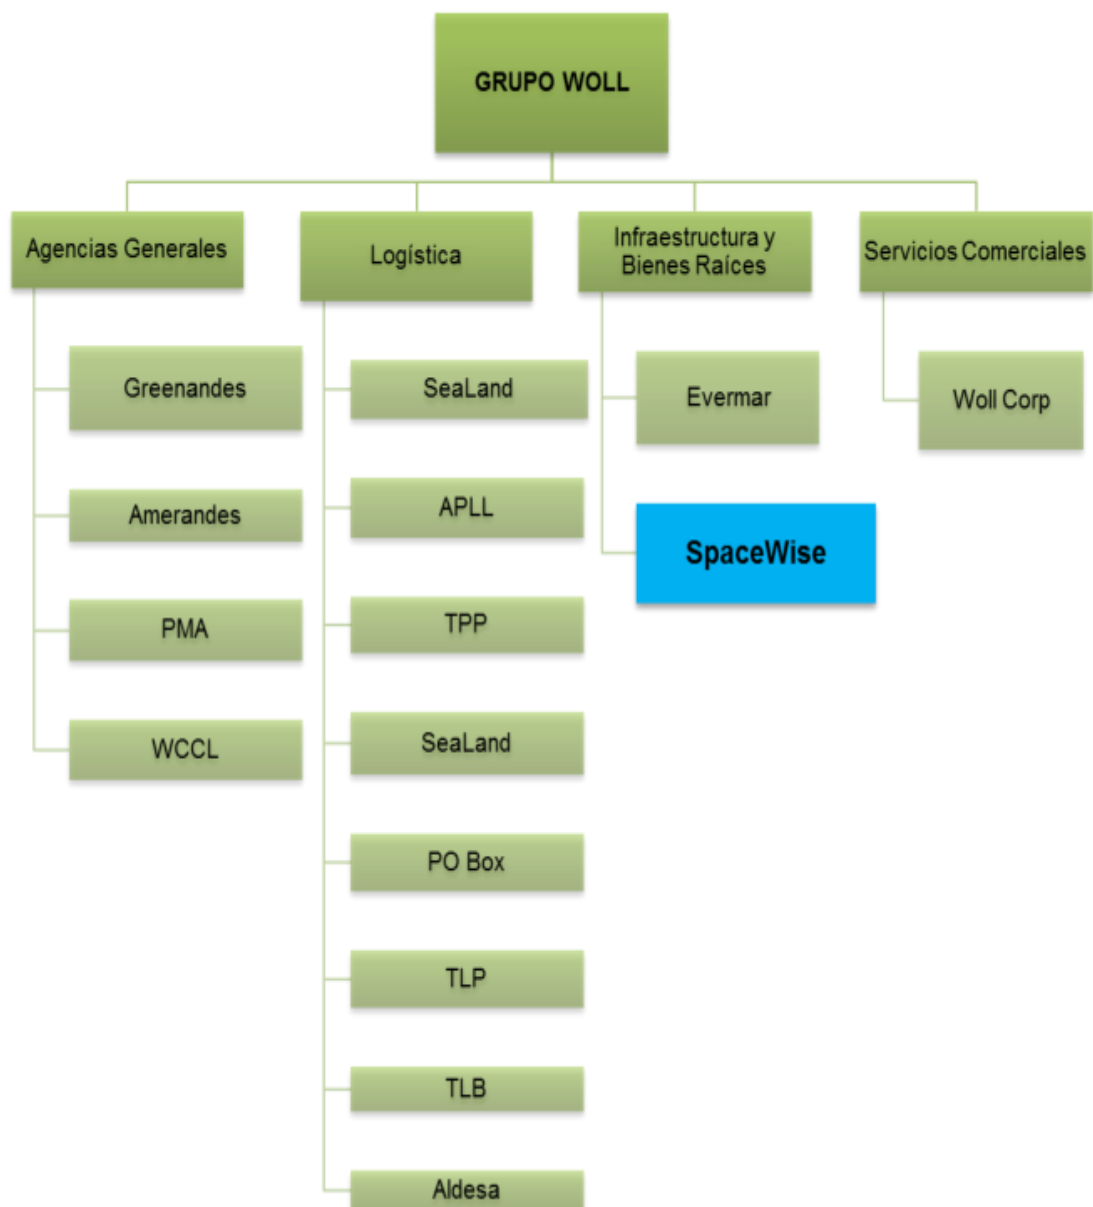 GRUPO WOLL
Agencias Generales
Logística
Infraestructura y
Bienes Raíces
Servicios Comerciales
Greenandes
Amerandes
PMA
WCCL
SeaLand
APLL
TPP
SeaLand
PO Box
TLP
TLB
Aldesa
Evermar
SpaceWise
Woll Corp